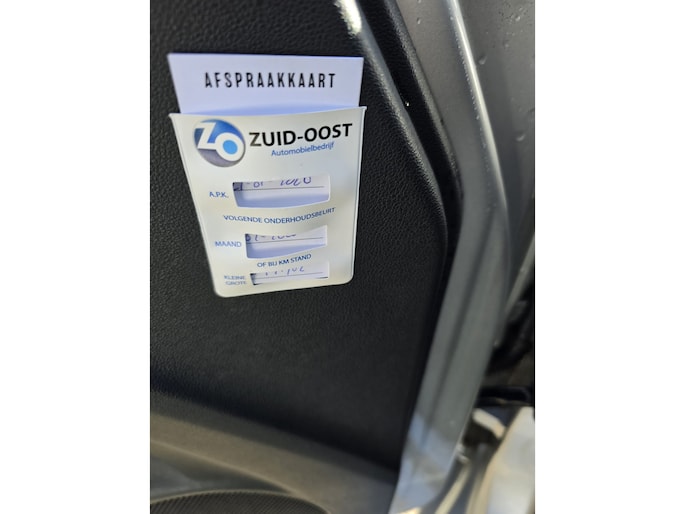 AFSPRAAKKAART
ZO ZUID-OOST
Automobielbedrijf
A.P.K.
VOLGENDE ONDERHOUDSBEURT
MAAND
OF BIJ KM STAND
KLEINE
GROTE